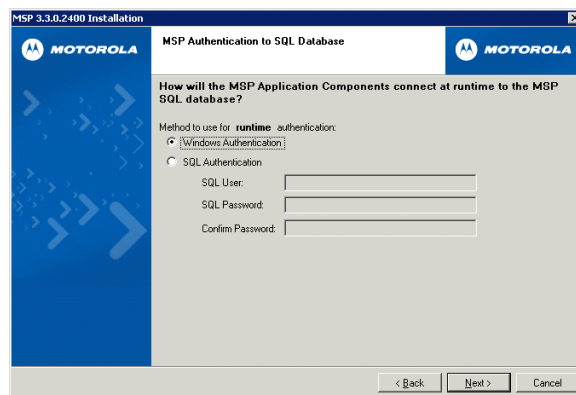 MSP 3.3.0.2400 Installation
MOTOROLA
MSP Authentication to SQL Database
MOTOROLA
How will the MSP Application Components connect at runtime to the MSP
SQL database?
Method to use for runtime authentication:
Windows Authentication
SQL Authentication
SQL User:
SQL Password:
Confirm Password:
< Back
Next >
Cancel